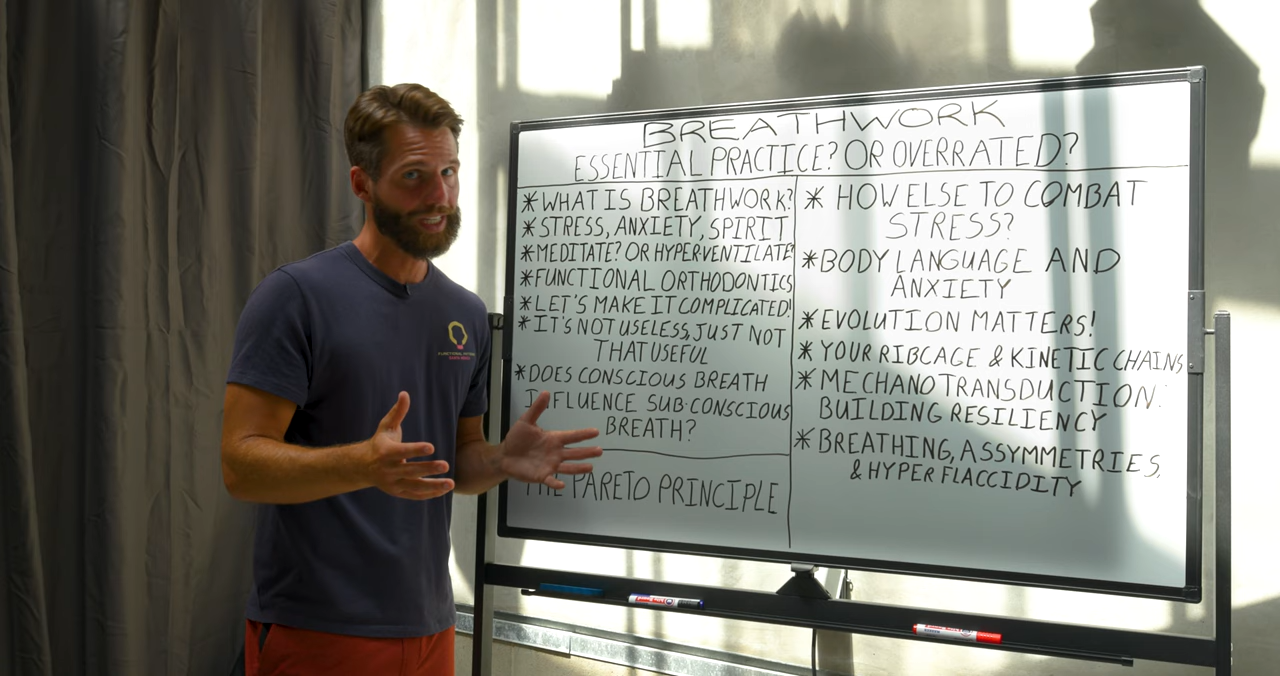 BREATHWORK
ESSENTIAL PRACTICE? OR OVERRATED?
* WHAT IS BREATHWORK?
* STRESS, ANXIETY, SPIRIT
* MEDITATE? OR HYPERVENTILATE?
* FUNCTIONAL ORTHODONTICS
* LET'S MAKE IT COMPLICATED!
* IT'S NOT USELESS, JUST NOT
THAT USEFUL
* DOES CONSCIOUS BREATH
INFLUENCE SUB-CONSCIOUS
BREATH?
THE PARETO PRINCIPLE
* HOW ELSE TO COMBAT
STRESS?
* BODY LANGUAGE AND
ANXIETY
* EVOLUTION MATTERS!
* YOUR RIBCAGE & KINETIC CHAINS
* MECHANOTRANSDUCTION:
BUILDING RESILIENCY
* BREATHING, ASSYMMETRIES,
& HYPERFLACCIDITY